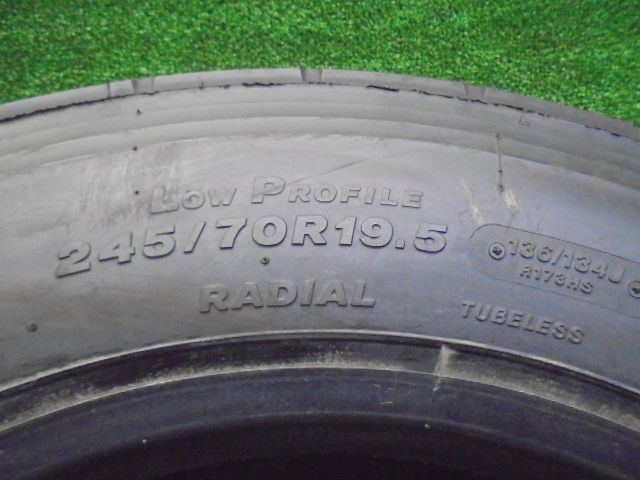 LOW PROFILE
245/70R19.5
136/134J
R173HS
RADIAL
TUBELESS